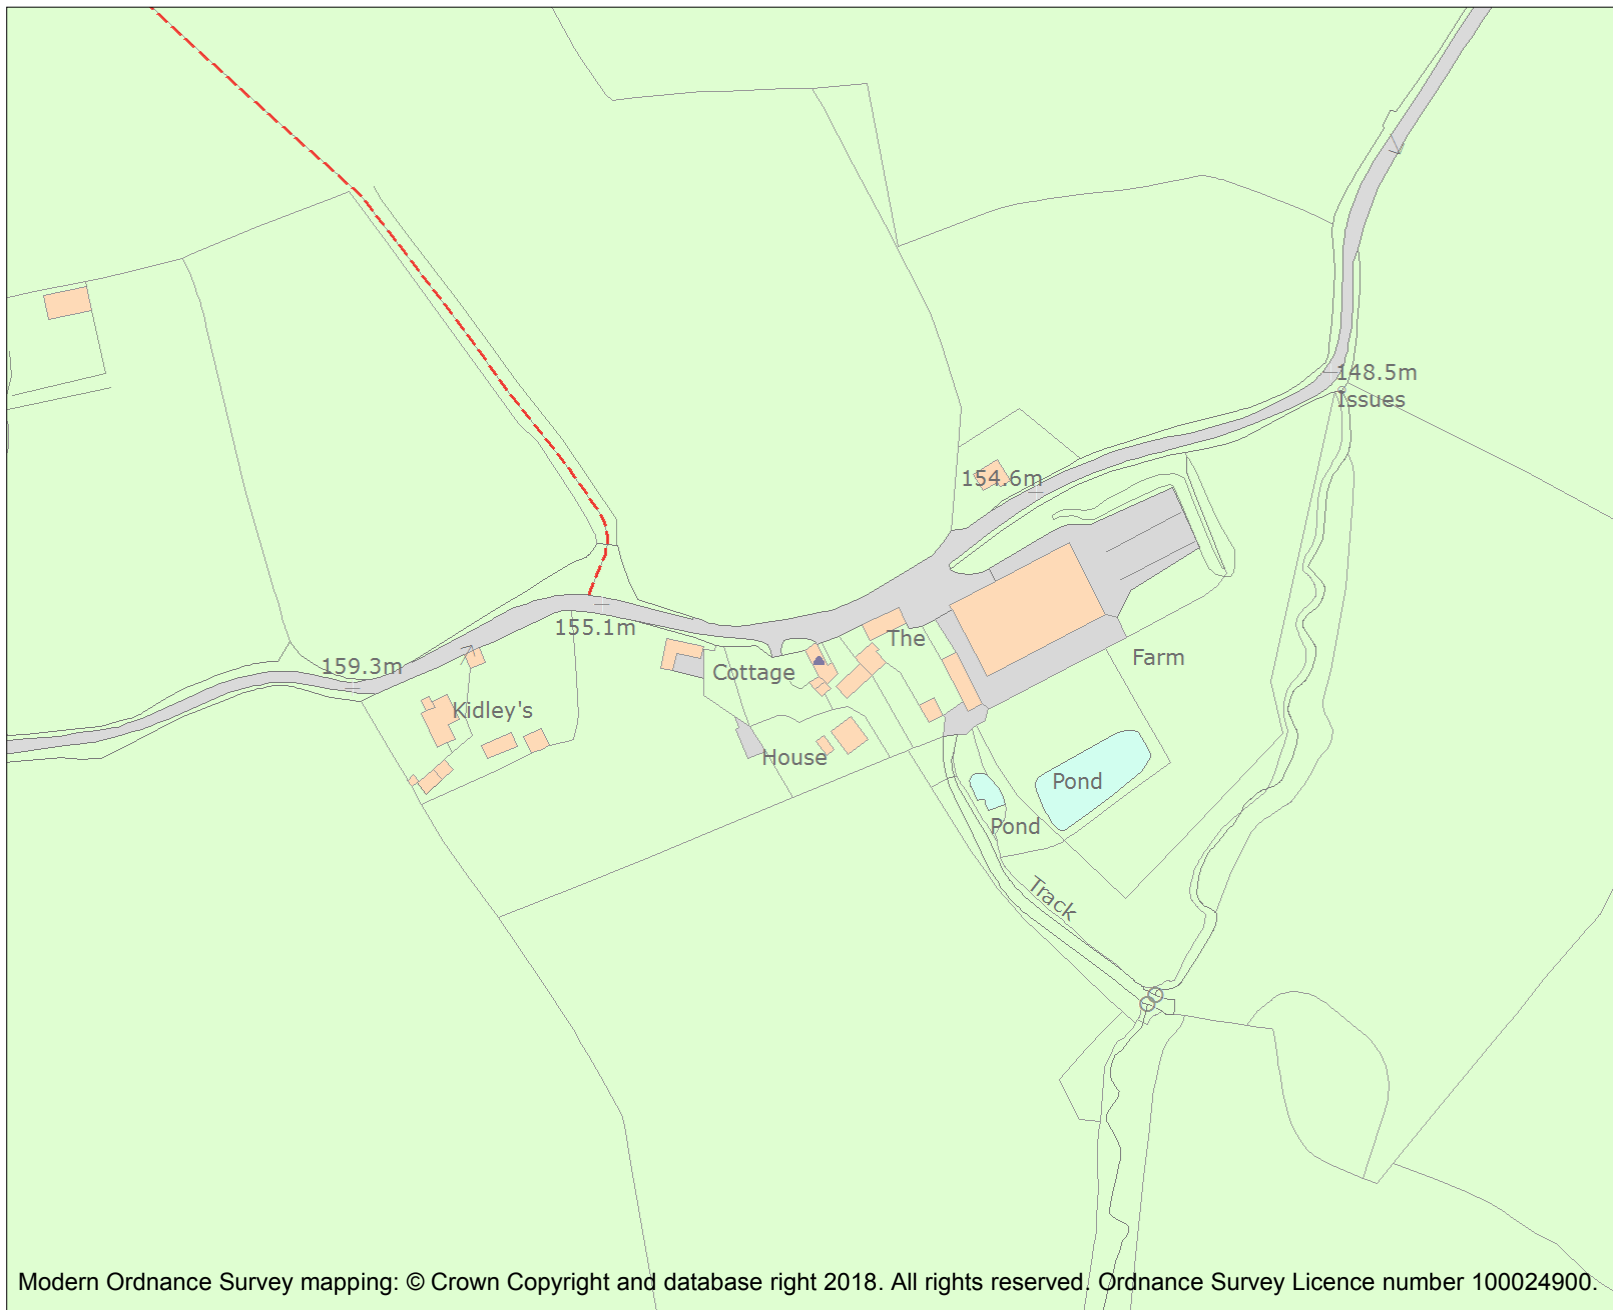 148.5m
Issues
154.6m
155.1m
The
Farm
159.3m
Cottage
Kidley's
House
Pond
Pond
Track
Modern Ordnance Survey mapping: © Crown Copyright and database right 2018. All rights reserved. Ordnance Survey Licence number 100024900.